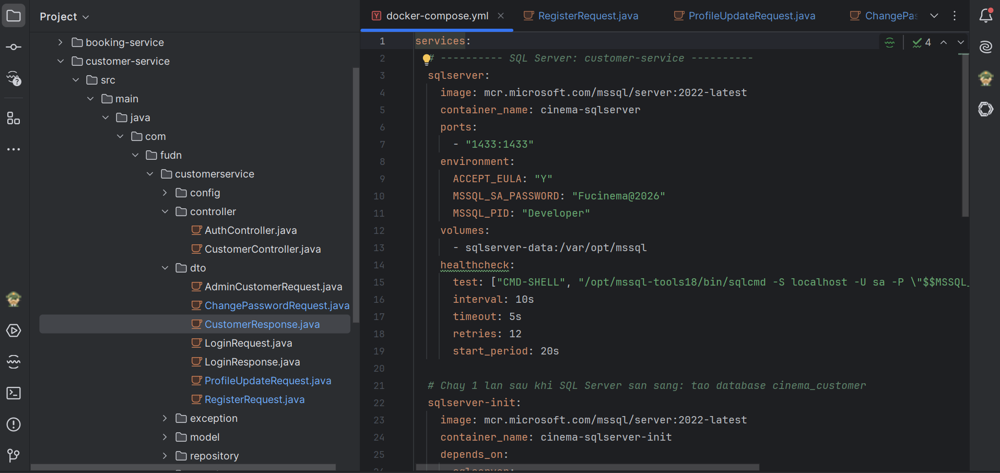 Project
booking-service
customer-service
src
main
java
com
fudn
customerservice
config
controller
AuthController.java
CustomerController.java
dto
AdminCustomerRequest.java
ChangePasswordRequest.java
CustomerResponse.java
LoginRequest.java
LoginResponse.java
ProfileUpdateRequest.java
RegisterRequest.java
exception
model
repository
docker-compose.yml
RegisterRequest.java
ProfileUpdateRequest.java
ChangePas
4
1 services:
2 # ---------- SQL Server: customer-service ----------
3 sqlserver:
4 image: mcr.microsoft.com/mssql/server:2022-latest
5 container_name: cinema-sqlserver
6 ports:
7 - "1433:1433"
8 environment:
9 ACCEPT_EULA: "Y"
10 MSSQL_SA_PASSWORD: "Fucinema@2026"
11 MSSQL_PID: "Developer"
12 volumes:
13 - sqlserver-data:/var/opt/mssql
14 healthcheck:
15 test: ["CMD-SHELL", "/opt/mssql-tools18/bin/sqlcmd -S localhost -U sa -P \"$$MSSQL_
16 interval: 10s
17 timeout: 5s
18 retries: 12
19 start_period: 20s
20
21 # Chay 1 lan sau khi SQL Server san sang: tao database cinema_customer
22 sqlserver-init:
23 image: mcr.microsoft.com/mssql/server:2022-latest
24 container_name: cinema-sqlserver-init
25 depends_on: